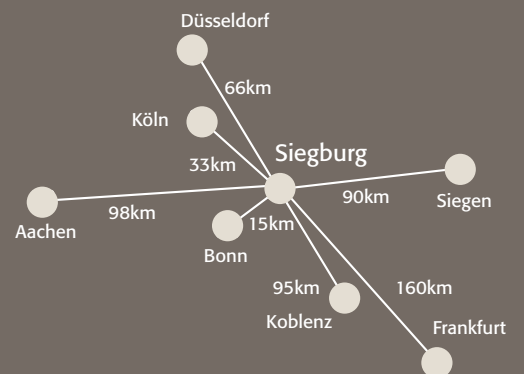 Düsseldorf
66km
Köln
33km
Siegburg
90km
Siegen
98km
Aachen
15km
Bonn
95km
160km
Koblenz
Frankfurt